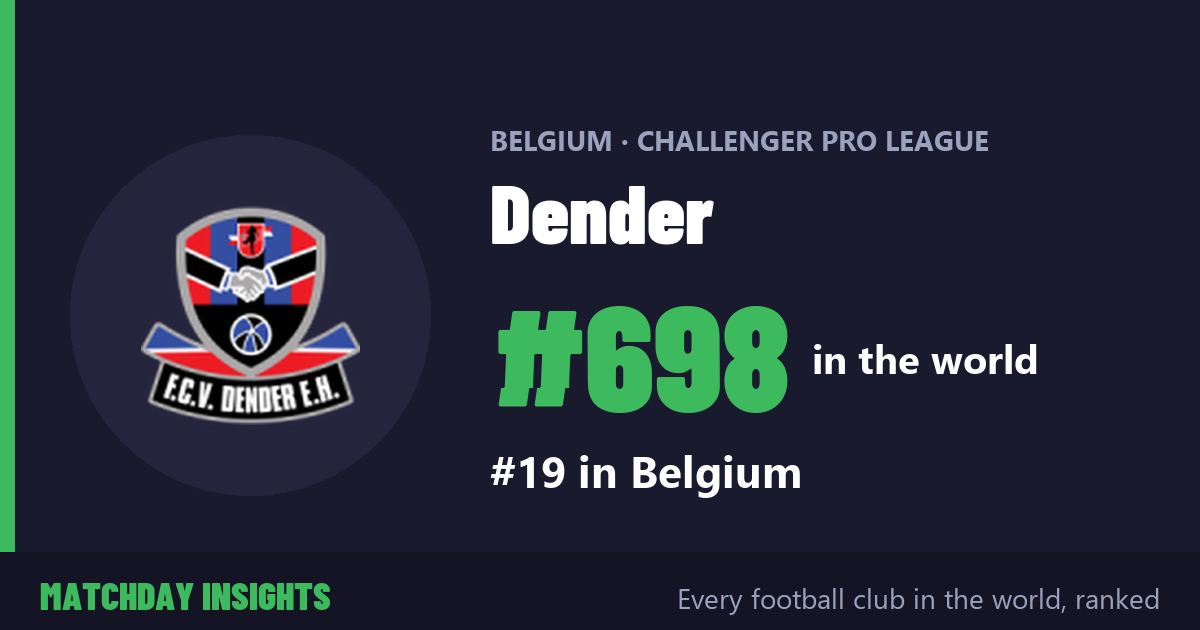 BELGIUM · CHALLENGER PRO LEAGUE
Dender
#698 in the world
#19 in Belgium
F.C.V. DENDER E.H.
MATCHDAY INSIGHTS
Every football club in the world, ranked